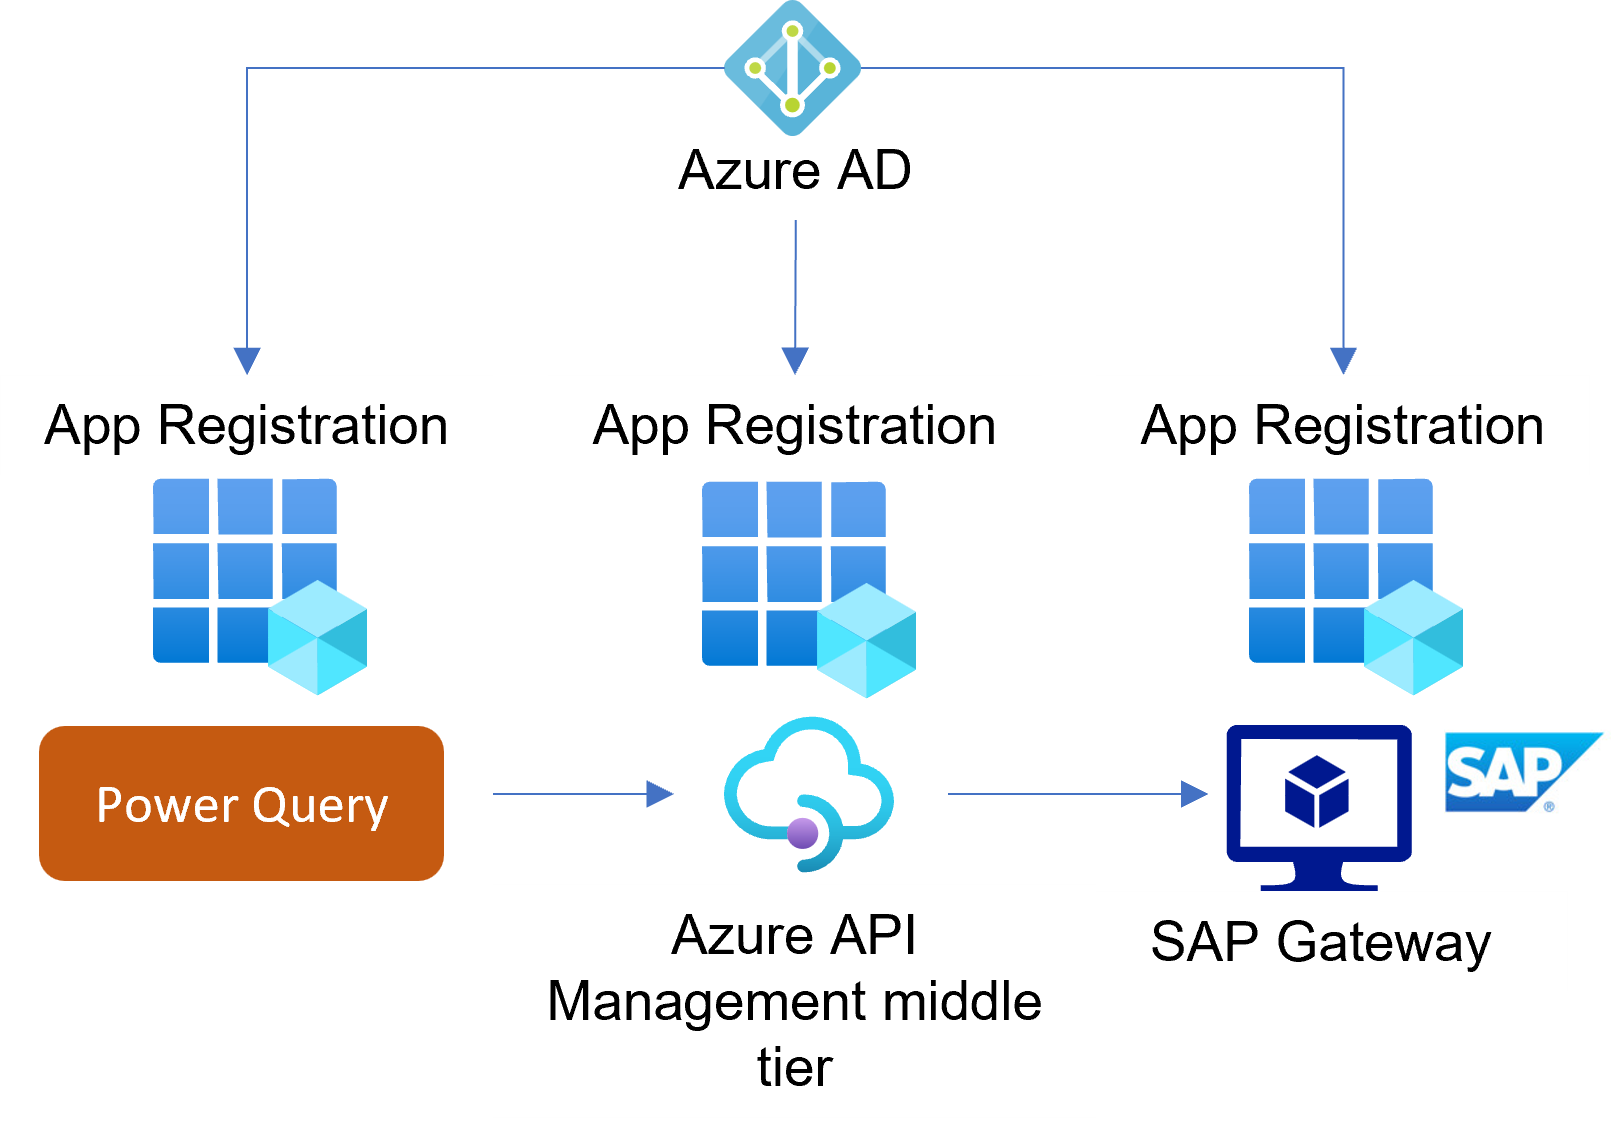 Azure AD
App Registration
App Registration
App Registration
Power Query
SAP®
Azure API
Management middle
tier
SAP Gateway